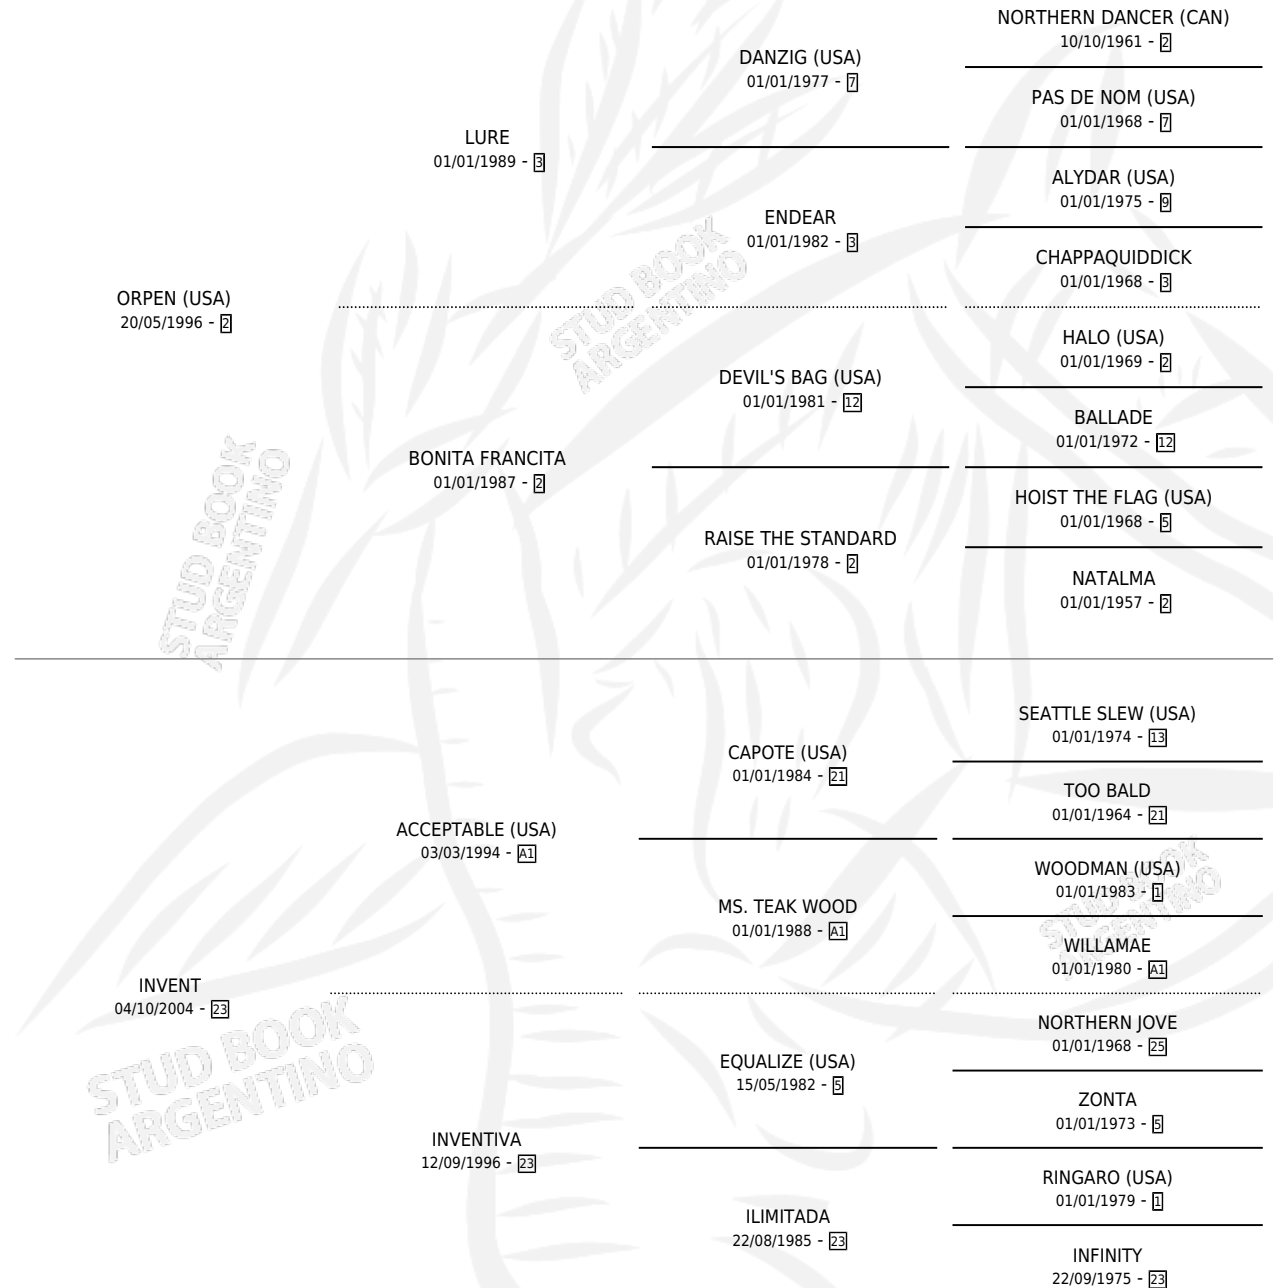 NORTHERN DANCER (CAN)
10/10/1961 - 2
DANZIG (USA)
01/01/1977 - 7
PAS DE NOM (USA)
01/01/1968 - 7
LURE
01/01/1989 - 3
ALYDAR (USA)
01/01/1975 - 9
ENDEAR
01/01/1982 - 3
CHAPPAQUIDDICK
01/01/1968 - 3
ORPEN (USA)
20/05/1996 - 2
HALO (USA)
01/01/1969 - 2
DEVIL'S BAG (USA)
01/01/1981 - 12
BALLADE
01/01/1972 - 12
BONITA FRANCITA
01/01/1987 - 2
HOIST THE FLAG (USA)
01/01/1968 - 5
RAISE THE STANDARD
01/01/1978 - 2
NATALMA
01/01/1957 - 2
SEATTLE SLEW (USA)
01/01/1974 - 13
CAPOTE (USA)
01/01/1984 - 21
TOO BALD
01/01/1964 - 21
ACCEPTABLE (USA)
03/03/1994 - A1
WOODMAN (USA)
01/01/1983 - 1
MS. TEAK WOOD
01/01/1988 - A1
WILLAMAE
01/01/1980 - A1
INVENT
04/10/2004 - 23
NORTHERN JOVE
01/01/1968 - 25
EQUALIZE (USA)
15/05/1982 - 5
ZONTA
01/01/1973 - 5
INVENTIVA
12/09/1996 - 23
RINGARO (USA)
01/01/1979 - 1
ILIMITADA
22/08/1985 - 23
INFINITY
22/09/1975 - 23
STUD BOOK
ARGENTINO
STUD BOOK
ARGENTINO
STUD BOOK
ARGENTINO
STUD BOOK
ARGENTINO